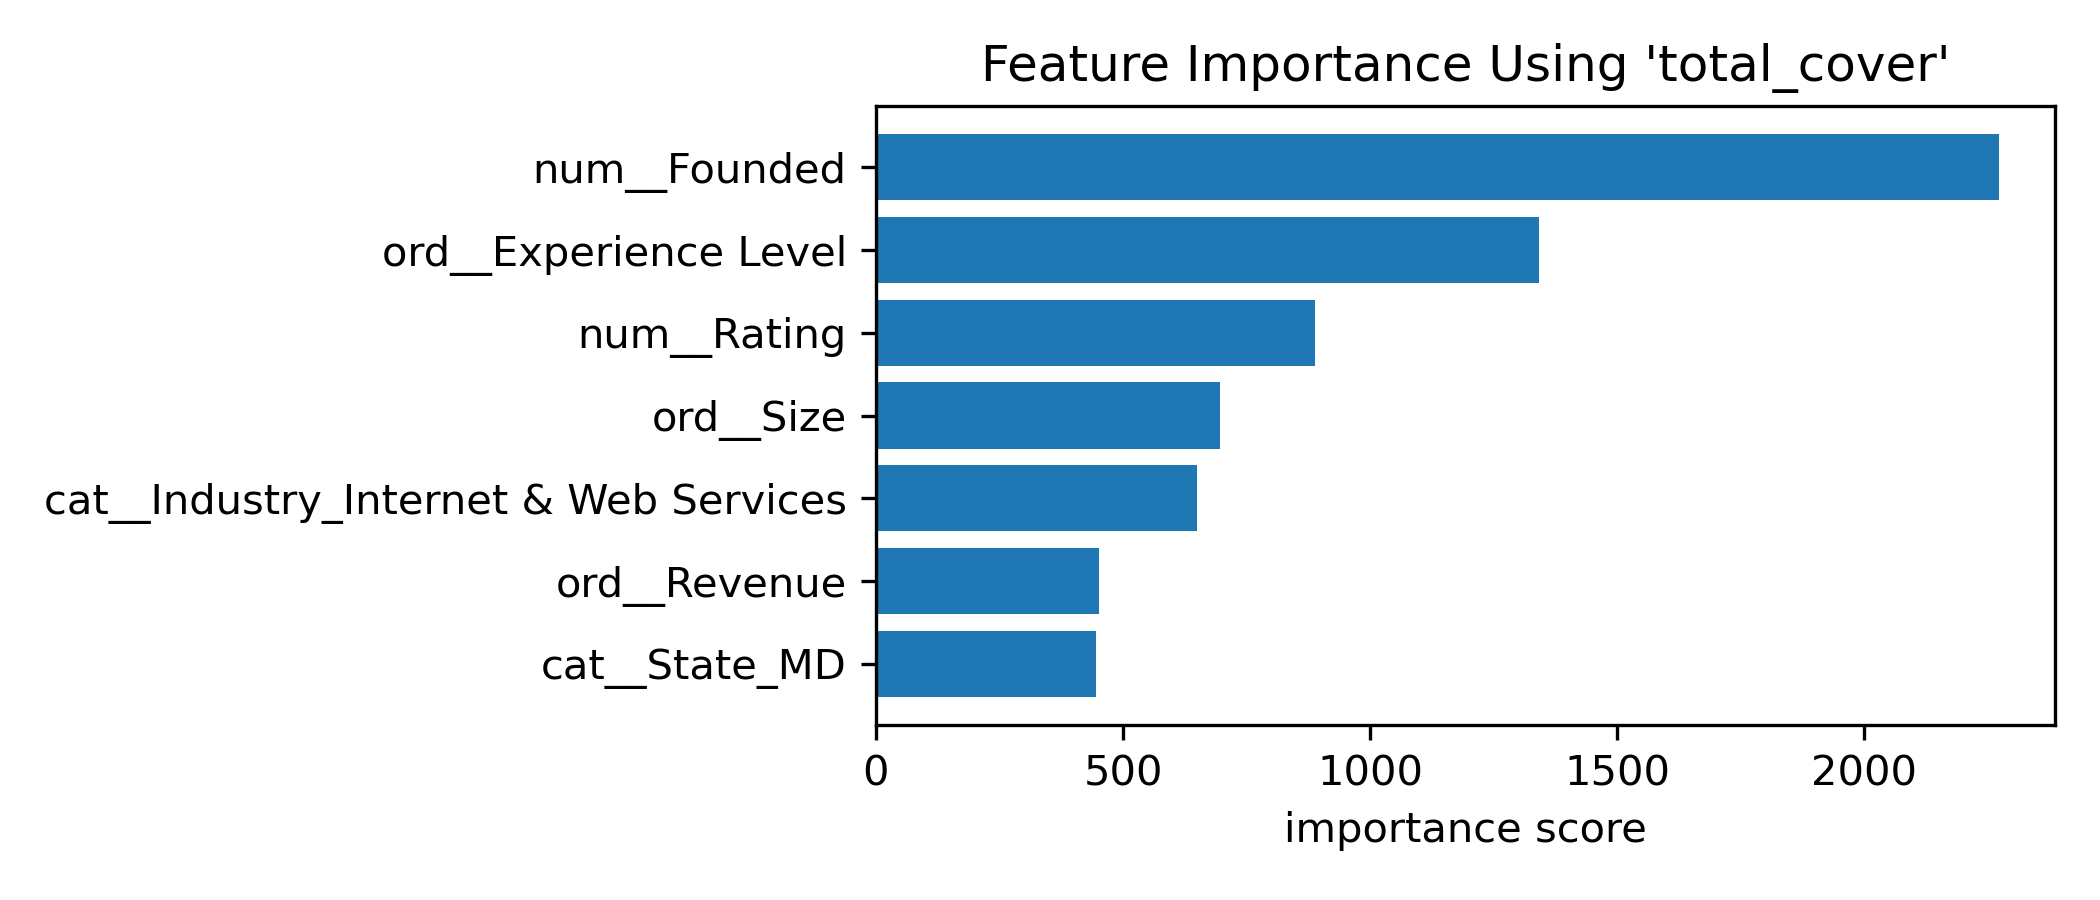 Feature Importance Using 'total_cover'
num__Founded
ord__Experience Level
num__Rating
ord__Size
cat__Industry_Internet & Web Services
ord__Revenue
cat__State_MD
0 500 1000 1500 2000
importance score